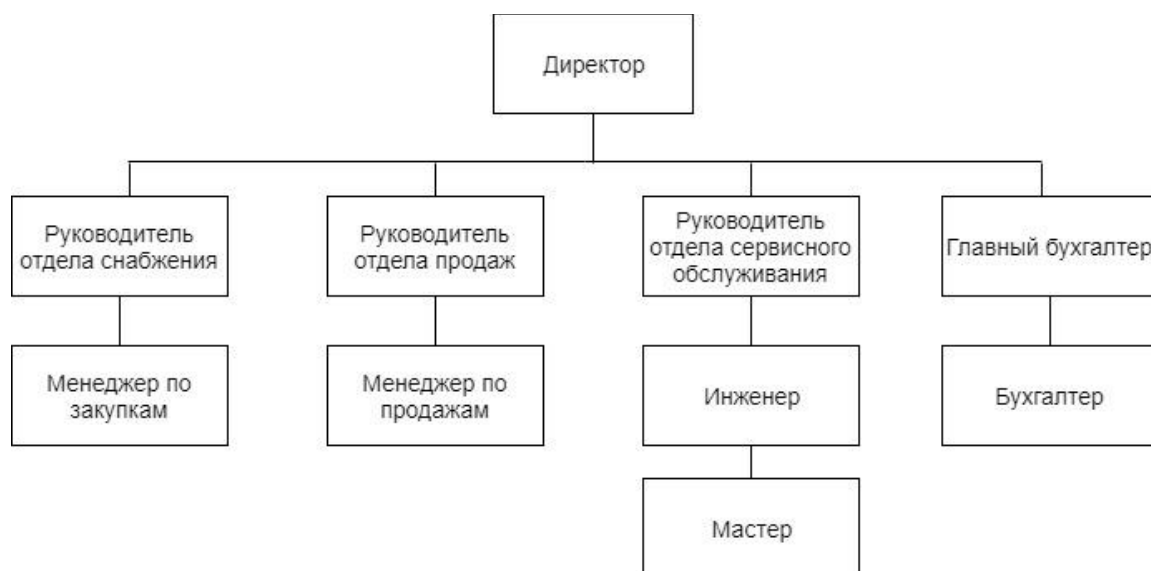 Директор
Руководитель
отдела снабжения
Руководитель
отдела продаж
Руководитель
отдела сервисного
обслуживания
Главный бухгалтер
Менеджер по
закупкам
Менеджер по
продажам
Инженер
Бухгалтер
Мастер